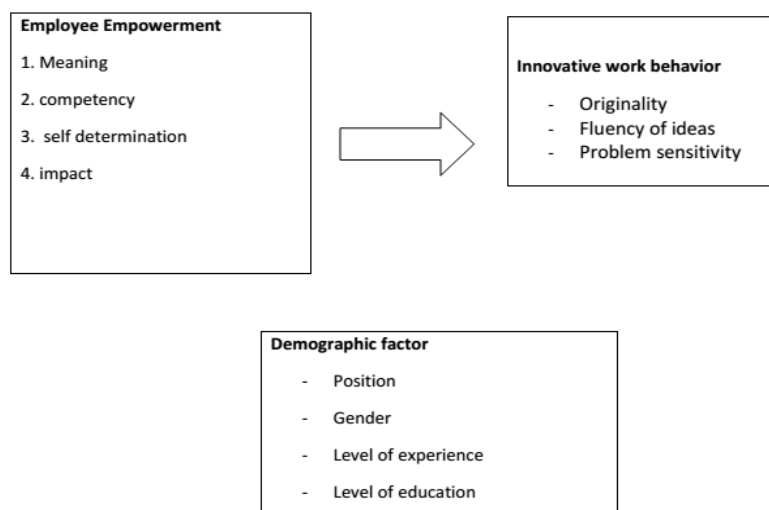 Employee Empowerment
1. Meaning
2. competency
3. self determination
4. impact
Innovative work behavior
- Originality
- Fluency of ideas
- Problem sensitivity
Demographic factor
- Position
- Gender
- Level of experience
- Level of education